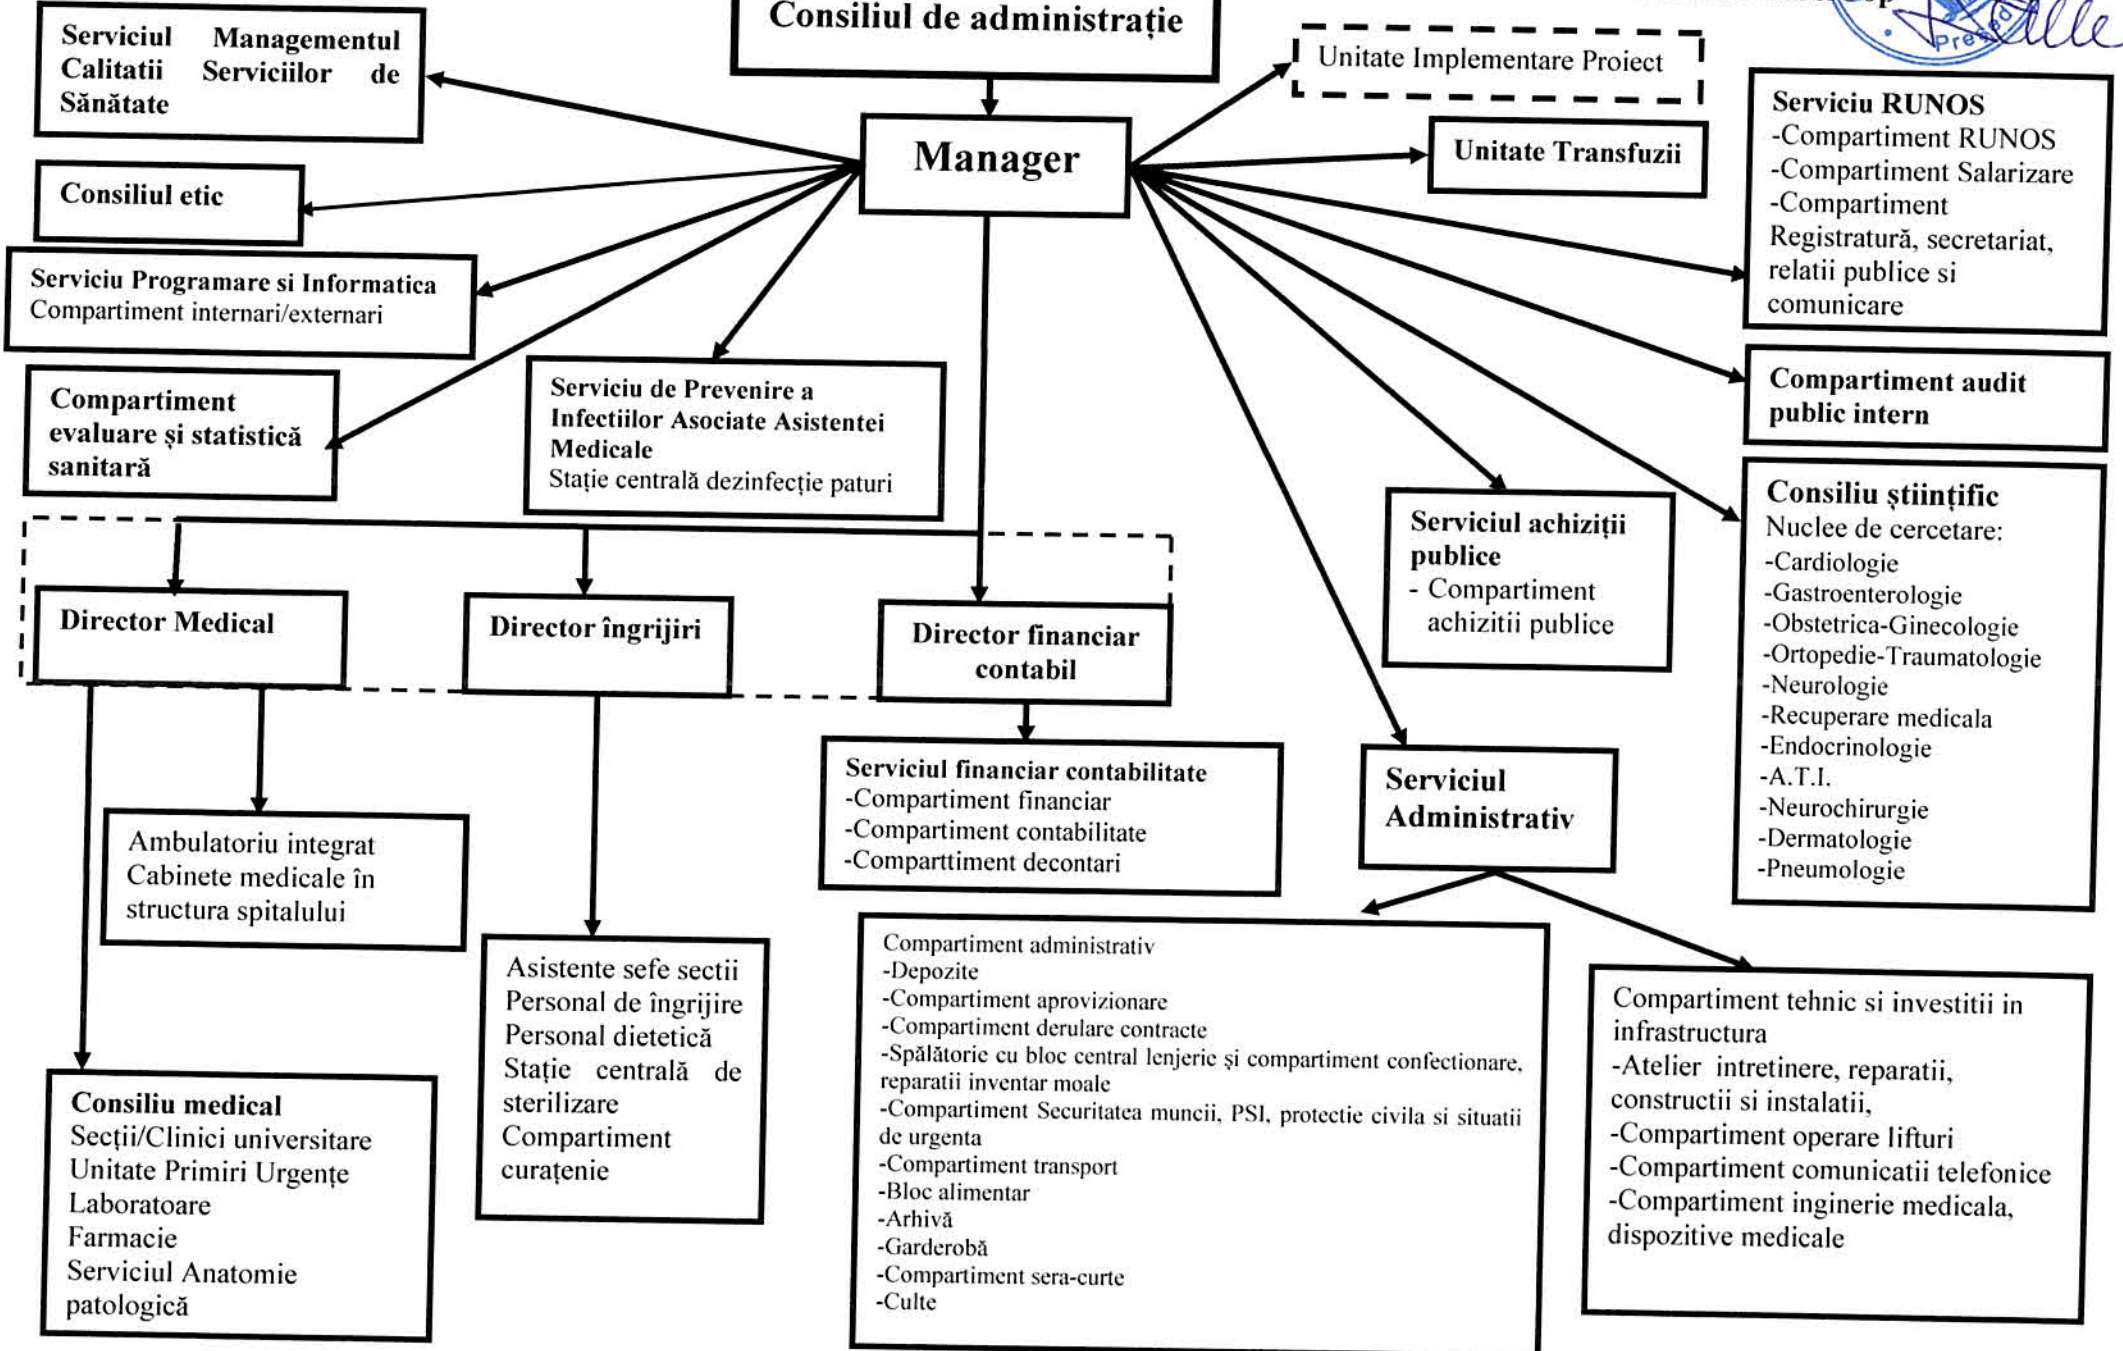 Consiliul de administrație
Serviciul Managementul
Calitatii Serviciilor de
Sănătate
Unitate Implementare Proiect
Manager
Unitate Transfuzii
Serviciu RUNOS
-Compartiment RUNOS
-Compartiment Salarizare
-Compartiment
Registratură, secretariat,
relatii publice si
comunicare
Consiliul etic
Serviciu Programare si Informatica
Compartiment internari/externari
Compartiment
evaluare și statistică
sanitară
Serviciu de Prevenire a
Infectiilor Asociate Asistentei
Medicale
Stație centrală dezinfecție paturi
Compartiment audit
public intern
Consiliu științific
Nuclee de cercetare:
-Cardiologie
-Gastroenterologie
-Obstetrica-Ginecologie
-Ortopedie-Traumatologie
-Neurologie
-Recuperare medicala
-Endocrinologie
-A.T.I.
-Neurochirurgie
-Dermatologie
-Pneumologie
Serviciul achiziții
publice
- Compartiment
achizitii publice
Director Medical
Director îngrijiri
Director financiar
contabil
Serviciul financiar contabilitate
-Compartiment financiar
-Compartiment contabilitate
-Comparttiment decontari
Serviciul
Administrativ
Ambulatoriu integrat
Cabinete medicale în
structura spitalului
Asistente sefe sectii
Personal de îngrijire
Personal dietetică
Stație centrală de
sterilizare
Compartiment
curațenie
Consiliu medical
Secții/Clinici universitare
Unitate Primiri Urgențe
Laboratoare
Farmacie
Serviciul Anatomie
patologică
Compartiment administrativ
-Depozite
-Compartiment aprovizionare
-Compartiment derulare contracte
-Spălătorie cu bloc central lenjerie și compartiment confectionare,
reparatii inventar moale
-Compartiment Securitatea muncii, PSI, protectie civila si situatii
de urgenta
-Compartiment transport
-Bloc alimentar
-Arhivă
-Garderobă
-Compartiment sera-curte
-Culte
Compartiment tehnic si investitii in
infrastructura
-Atelier intretinere, reparatii,
constructii si instalatii,
-Compartiment operare lifturi
-Compartiment comunicatii telefonice
-Compartiment inginerie medicala,
dispozitive medicale